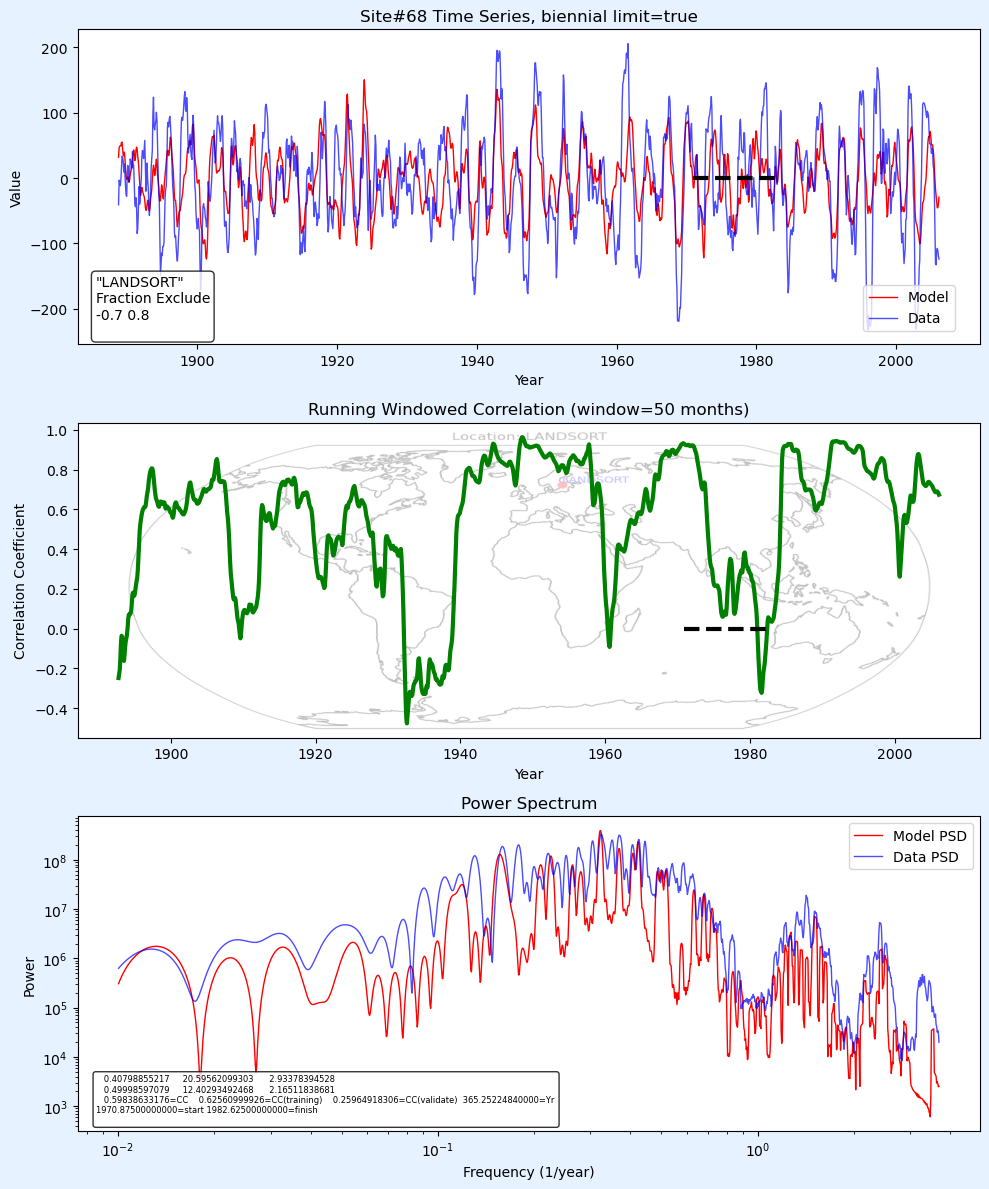 Site#68 Time Series, biennial limit=true
200
100
0
−100
−200
Value
"LANDSORT"
Fraction Exclude
-0.7 0.8
Model
Data
1900
1920
1940
1960
1980
2000
Year
Running Windowed Correlation (window=50 months)
Location: LANDSORT
LANDSORT
1.0
0.8
0.6
0.4
0.2
0.0
−0.2
−0.4
Correlation Coefficient
1900
1920
1940
1960
1980
2000
Year
Power Spectrum
Model PSD
Data PSD
10^8
10^7
10^6
10^5
10^4
10^3
Power
0.40798855217 20.59562099303 2.93378394528
0.49998597079 12.40293492468 2.16511838681
0.59838633176=CC 0.62560999926=CC(training) 0.25964918306=CC(validate) 365.25224840000=Yr
1970.87500000000=start 1982.62500000000=finish
10^−2
10^−1
10^0
Frequency (1/year)